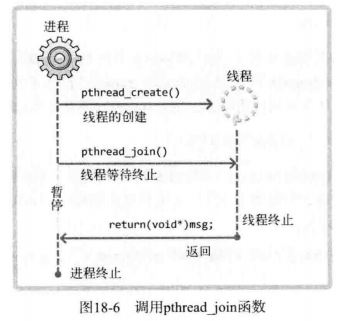 进程
线程
pthread_create()
线程的创建
pthread_join()
线程等待终止
暂停
return(void*)msg;
线程终止
返回
进程终止
图18-6 调用pthread_join函数